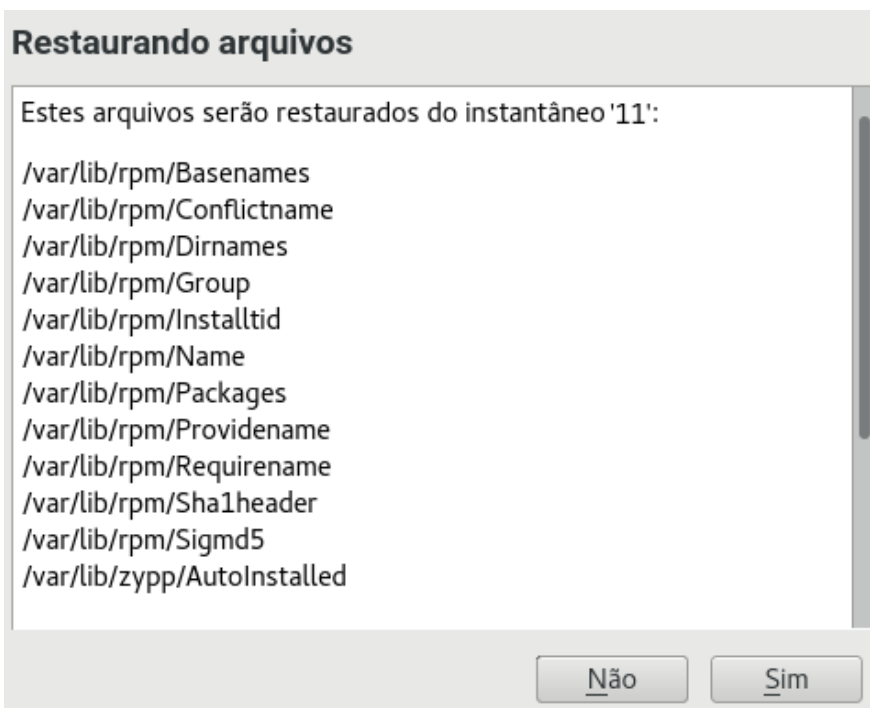 Restaurando arquivos
Estes arquivos serão restaurados do instantâneo '11':
/var/lib/rpm/Basenames
/var/lib/rpm/Conflictname
/var/lib/rpm/Dirnames
/var/lib/rpm/Group
/var/lib/rpm/Installtid
/var/lib/rpm/Name
/var/lib/rpm/Packages
/var/lib/rpm/Providename
/var/lib/rpm/Requirename
/var/lib/rpm/Sha1header
/var/lib/rpm/Sigmd5
/var/lib/zypp/AutoInstalled
Não Sim